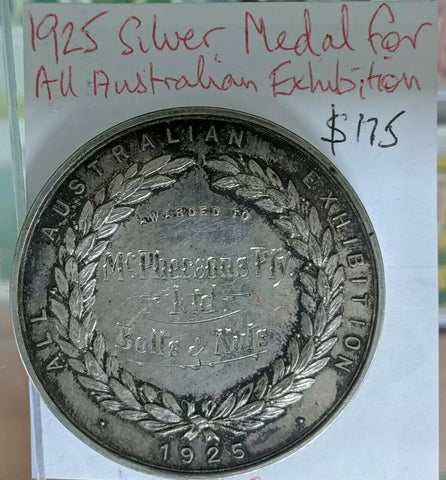 1925 Silver Medal for
All Australian Exhibition
$175
ALL AUSTRALIAN EXHIBITION
AWARDED TO
McPhersons Pty
Ltd
Bolts & Nuts
1925